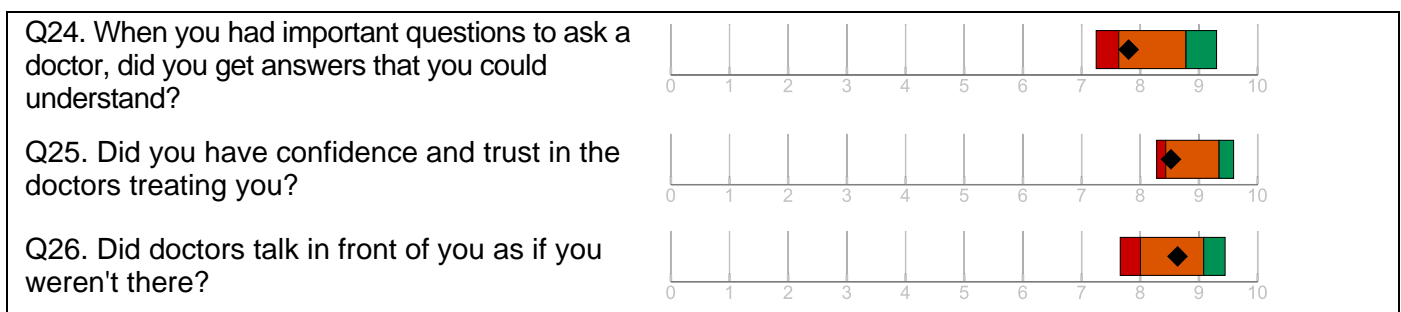 Q24. When you had important questions to ask a
doctor, did you get answers that you could
understand?
0 1 2 3 4 5 6 7 8 9 10
Q25. Did you have confidence and trust in the
doctors treating you?
0 1 2 3 4 5 6 7 8 9 10
Q26. Did doctors talk in front of you as if you
weren't there?
0 1 2 3 4 5 6 7 8 9 10